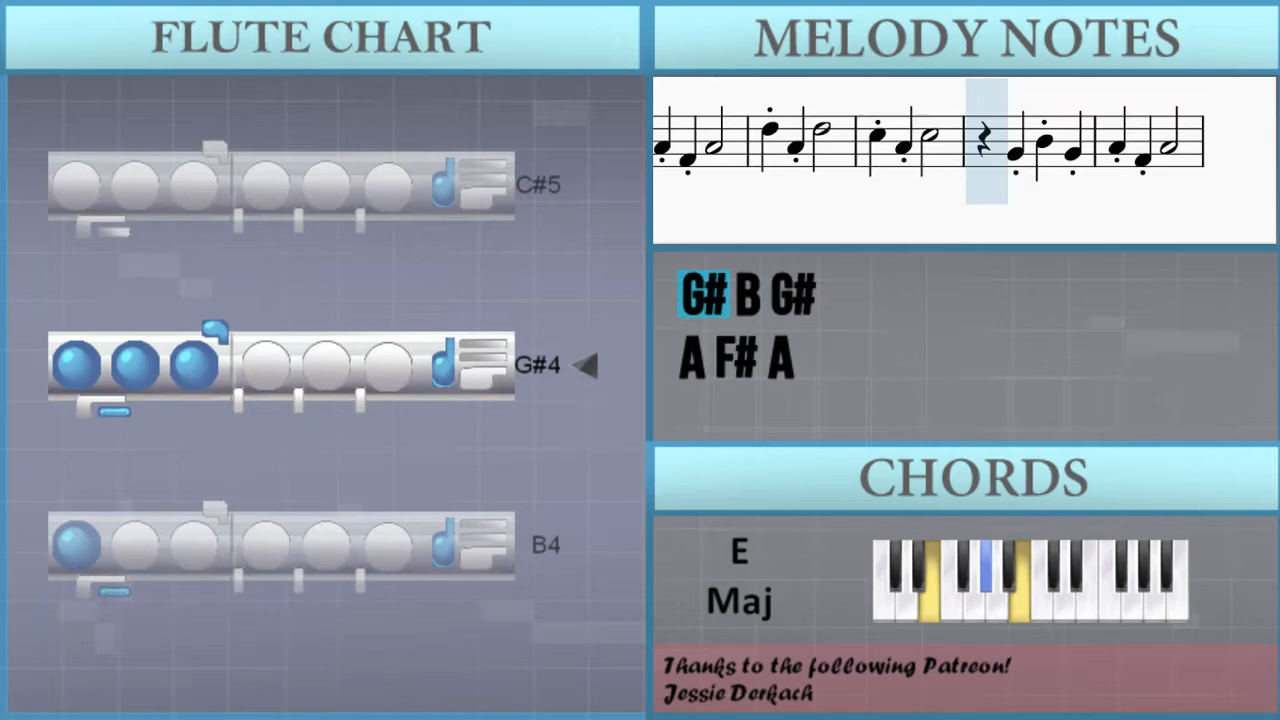 FLUTE CHART
C#5
G#4
B4
MELODY NOTES
G# B G#
A F# A
CHORDS
E
Maj
Thanks to the following Patreon!
Jessie Derkach